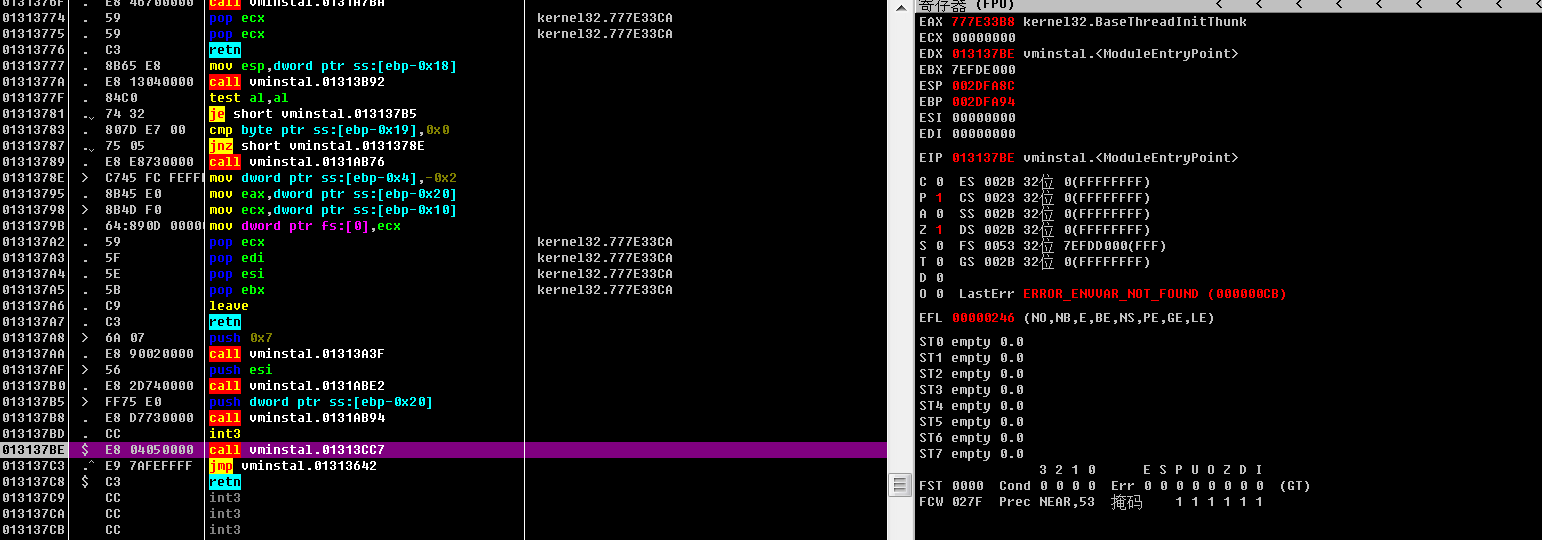 0131376F . E8 46700000 call vminstal.0131A7BA
01313774 . 59 pop ecx kernel32.777E33CA
01313775 . 59 pop ecx kernel32.777E33CA
01313776 . C3 retn
01313777 . 8B65 E8 mov esp,dword ptr ss:[ebp-0x18]
0131377A . E8 13040000 call vminstal.01313B92
0131377F . 84C0 test al,al
01313781 .⌄ 74 32 je short vminstal.013137B5
01313783 . 807D E7 00 cmp byte ptr ss:[ebp-0x19],0x0
01313787 .⌄ 75 05 jnz short vminstal.0131378E
01313789 . E8 E8730000 call vminstal.0131AB76
0131378E > C745 FC FEFFF mov dword ptr ss:[ebp-0x4],-0x2
01313795 . 8B45 E0 mov eax,dword ptr ss:[ebp-0x20]
01313798 > 8B4D F0 mov ecx,dword ptr ss:[ebp-0x10]
0131379B . 64:890D 00000 mov dword ptr fs:[0],ecx
013137A2 . 59 pop ecx kernel32.777E33CA
013137A3 . 5F pop edi kernel32.777E33CA
013137A4 . 5E pop esi kernel32.777E33CA
013137A5 . 5B pop ebx kernel32.777E33CA
013137A6 . C9 leave
013137A7 . C3 retn
013137A8 > 6A 07 push 0x7
013137AA . E8 90020000 call vminstal.01313A3F
013137AF > 56 push esi
013137B0 . E8 2D740000 call vminstal.0131ABE2
013137B5 > FF75 E0 push dword ptr ss:[ebp-0x20]
013137B8 . E8 D7730000 call vminstal.0131AB94
013137BD . CC int3
013137BE $ E8 04050000 call vminstal.01313CC7
013137C3 .^ E9 7AFEFFFF jmp vminstal.01313642
013137C8 $ C3 retn
013137C9 CC int3
013137CA CC int3
013137CB CC int3
寄存器 (FPU) < < < < < < < < <
EAX 777E33B8 kernel32.BaseThreadInitThunk
ECX 00000000
EDX 013137BE vminstal.<ModuleEntryPoint>
EBX 7EFDE000
ESP 002DFA8C
EBP 002DFA94
ESI 00000000
EDI 00000000
EIP 013137BE vminstal.<ModuleEntryPoint>
C 0 ES 002B 32位 0(FFFFFFFF)
P 1 CS 0023 32位 0(FFFFFFFF)
A 0 SS 002B 32位 0(FFFFFFFF)
Z 1 DS 002B 32位 0(FFFFFFFF)
S 0 FS 0053 32位 7EFDD000(FFF)
T 0 GS 002B 32位 0(FFFFFFFF)
D 0
O 0 LastErr ERROR_ENVVAR_NOT_FOUND (000000CB)
EFL 00000246 (NO,NB,E,BE,NS,PE,GE,LE)
ST0 empty 0.0
ST1 empty 0.0
ST2 empty 0.0
ST3 empty 0.0
ST4 empty 0.0
ST5 empty 0.0
ST6 empty 0.0
ST7 empty 0.0
3 2 1 0 E S P U O Z D I
FST 0000 Cond 0 0 0 0 Err 0 0 0 0 0 0 0 0 (GT)
FCW 027F Prec NEAR,53 掩码 1 1 1 1 1 1